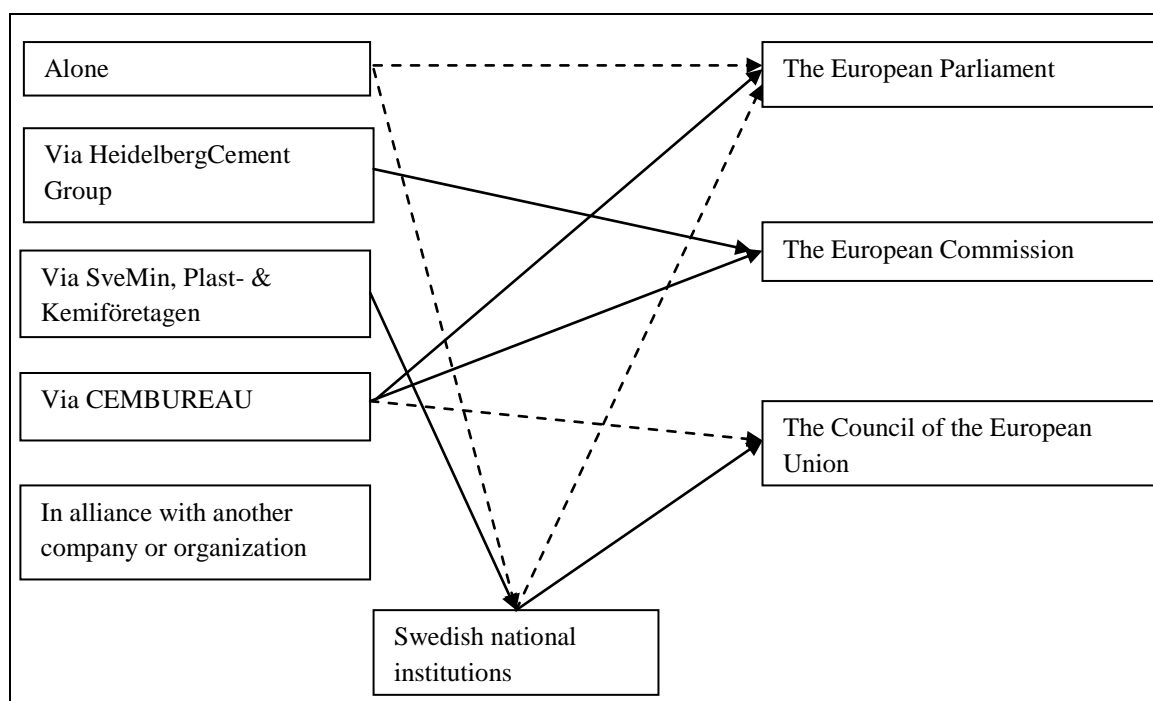 Alone
Via HeidelbergCement
Group
Via SveMin, Plast- &
Kemiföretagen
Via CEMBUREAU
In alliance with another
company or organization
Swedish national
institutions
The European Parliament
The European Commission
The Council of the European
Union